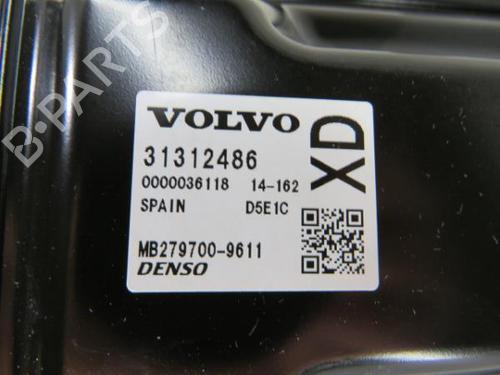 VOLVO
31312486
0000036118 14-162
SPAIN D5E1C
XD
MB279700-9611
DENSO
B-PARTS